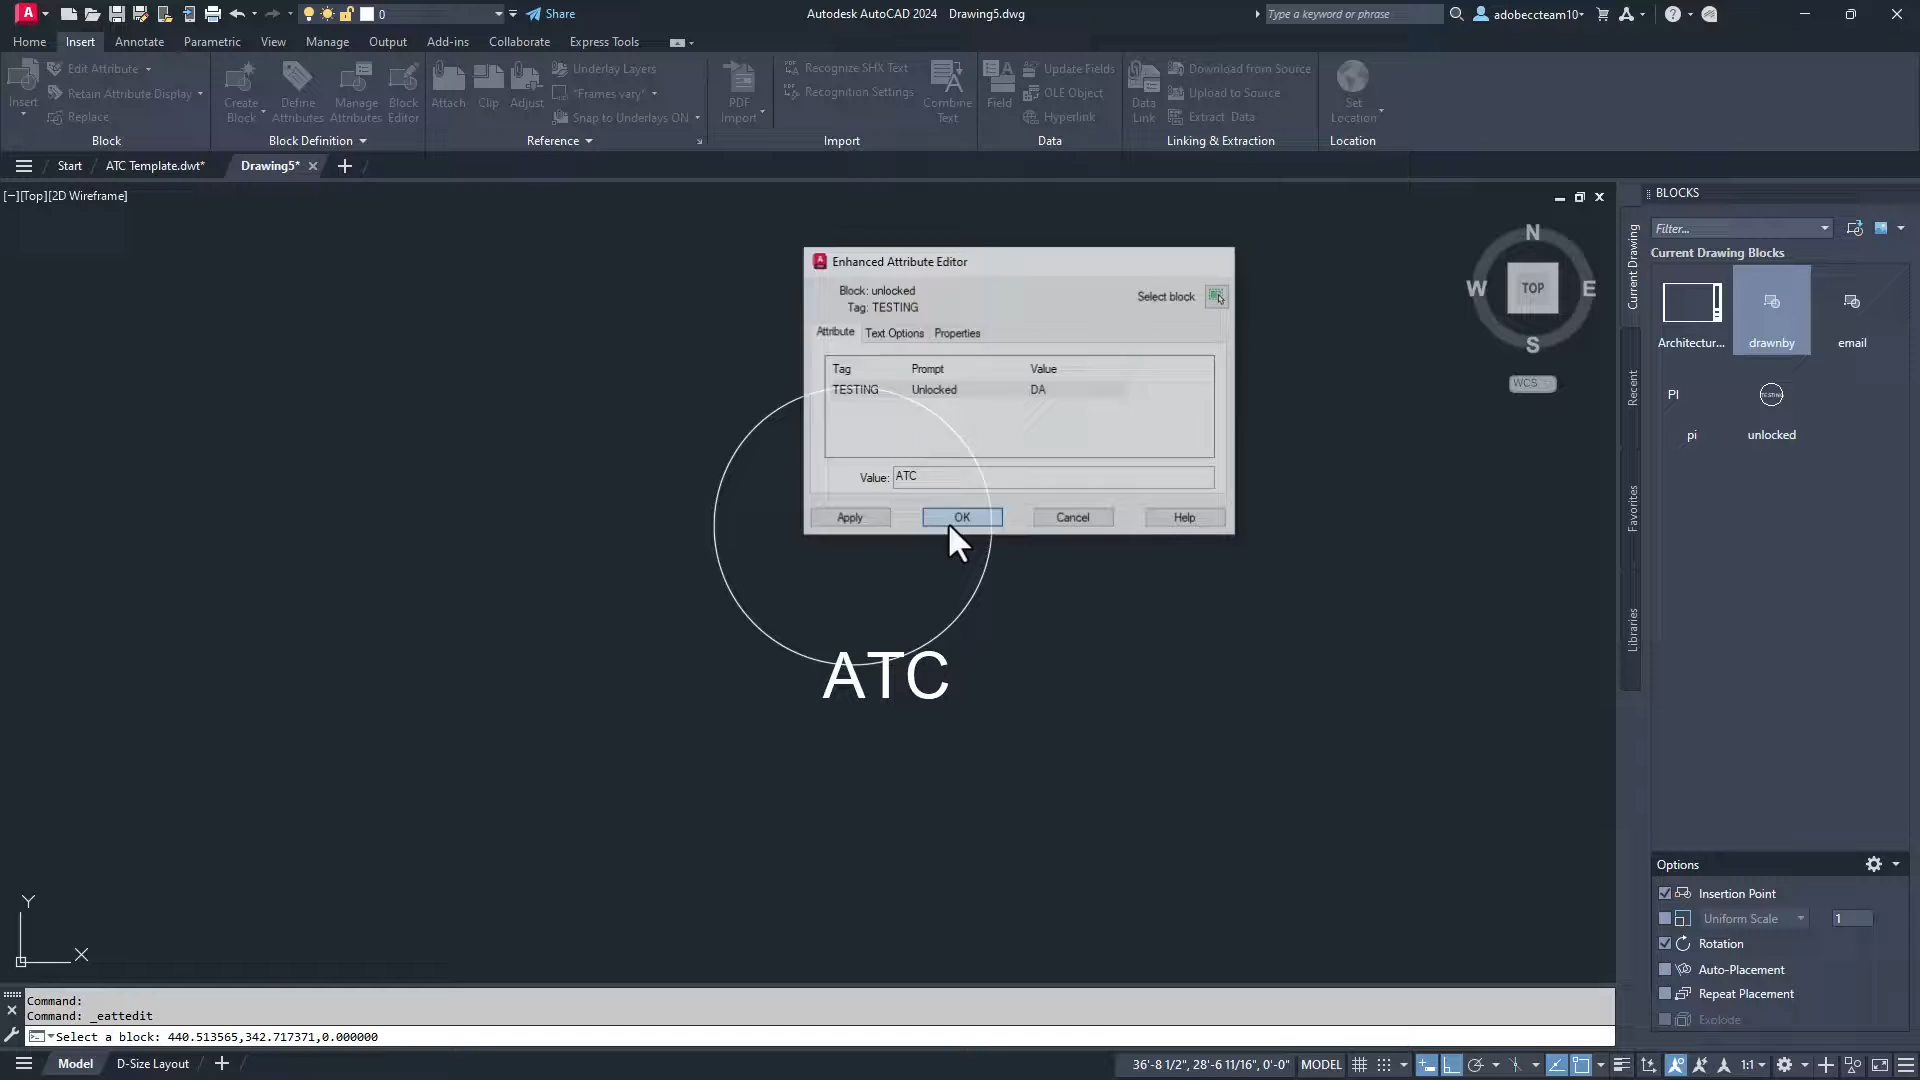 0
Share
Autodesk AutoCAD 2024 Drawing5.dwg
Type a keyword or phrase
adobeccteam10
Home Insert Annotate Parametric View Manage Output Add-ins Collaborate Express Tools
Insert
Edit Attribute
Retain Attribute Display
Replace
Block
Create Block
Define Attributes
Manage Attributes
Block Editor
Block Definition
Attach
Clip
Adjust
Underlay Layers
*Frames vary*
Snap to Underlays ON
Reference
PDF Import
Recognize SHX Text
Recognition Settings
Combine Text
Import
Field
Update Fields
OLE Object
Hyperlink
Data
Data Link
Download from Source
Upload to Source
Extract Data
Linking & Extraction
Set Location
Location
Start
ATC Template.dwt*
Drawing5*
[−][Top][2D Wireframe]
N
W TOP E
S
WCS
Enhanced Attribute Editor
Block: unlocked
Tag: TESTING
Select block
Attribute Text Options Properties
Tag Prompt Value
TESTING Unlocked DA
Value: ATC
Apply OK Cancel Help
ATC
Y
X
BLOCKS
Filter...
Current Drawing Blocks
Architectur...
drawnby
email
PI
TESTING
pi
unlocked
Current Drawing
Recent
Favorites
Libraries
Options
Insertion Point
Uniform Scale 1
Rotation
Auto-Placement
Repeat Placement
Explode
Command:
Command: _eattedit
Select a block: 440.513565,342.717371,0.000000
Model D-Size Layout
36'-8 1/2", 28'-6 11/16", 0'-0" MODEL 1:1